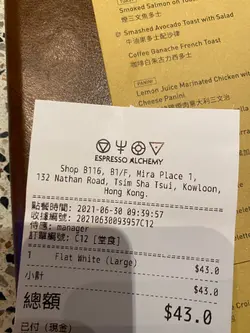 Smoked Salmon on Toast
煙三文魚多士
Smashed Avocado Toast with Salad
牛油果多士配沙律
Coffee Ganache French Toast
咖啡白朱古力西多士
Lemon Juice Marinated Chicken with
Cheese Panini
ESPRESSO ALCHEMY
Shop B116, B1/F, Mira Place 1,
132 Nathan Road, Tsim Sha Tsui, Kowloon,
Hong Kong.
點餐時間: 2021-06-30 09:39:57
收據編號: 20210630093957C12
侍應: manager
訂單編號: C12 [堂食]
1 Flat White (Large) $43.0
小計 $43.0
總額 $43.0
已付 (現金)